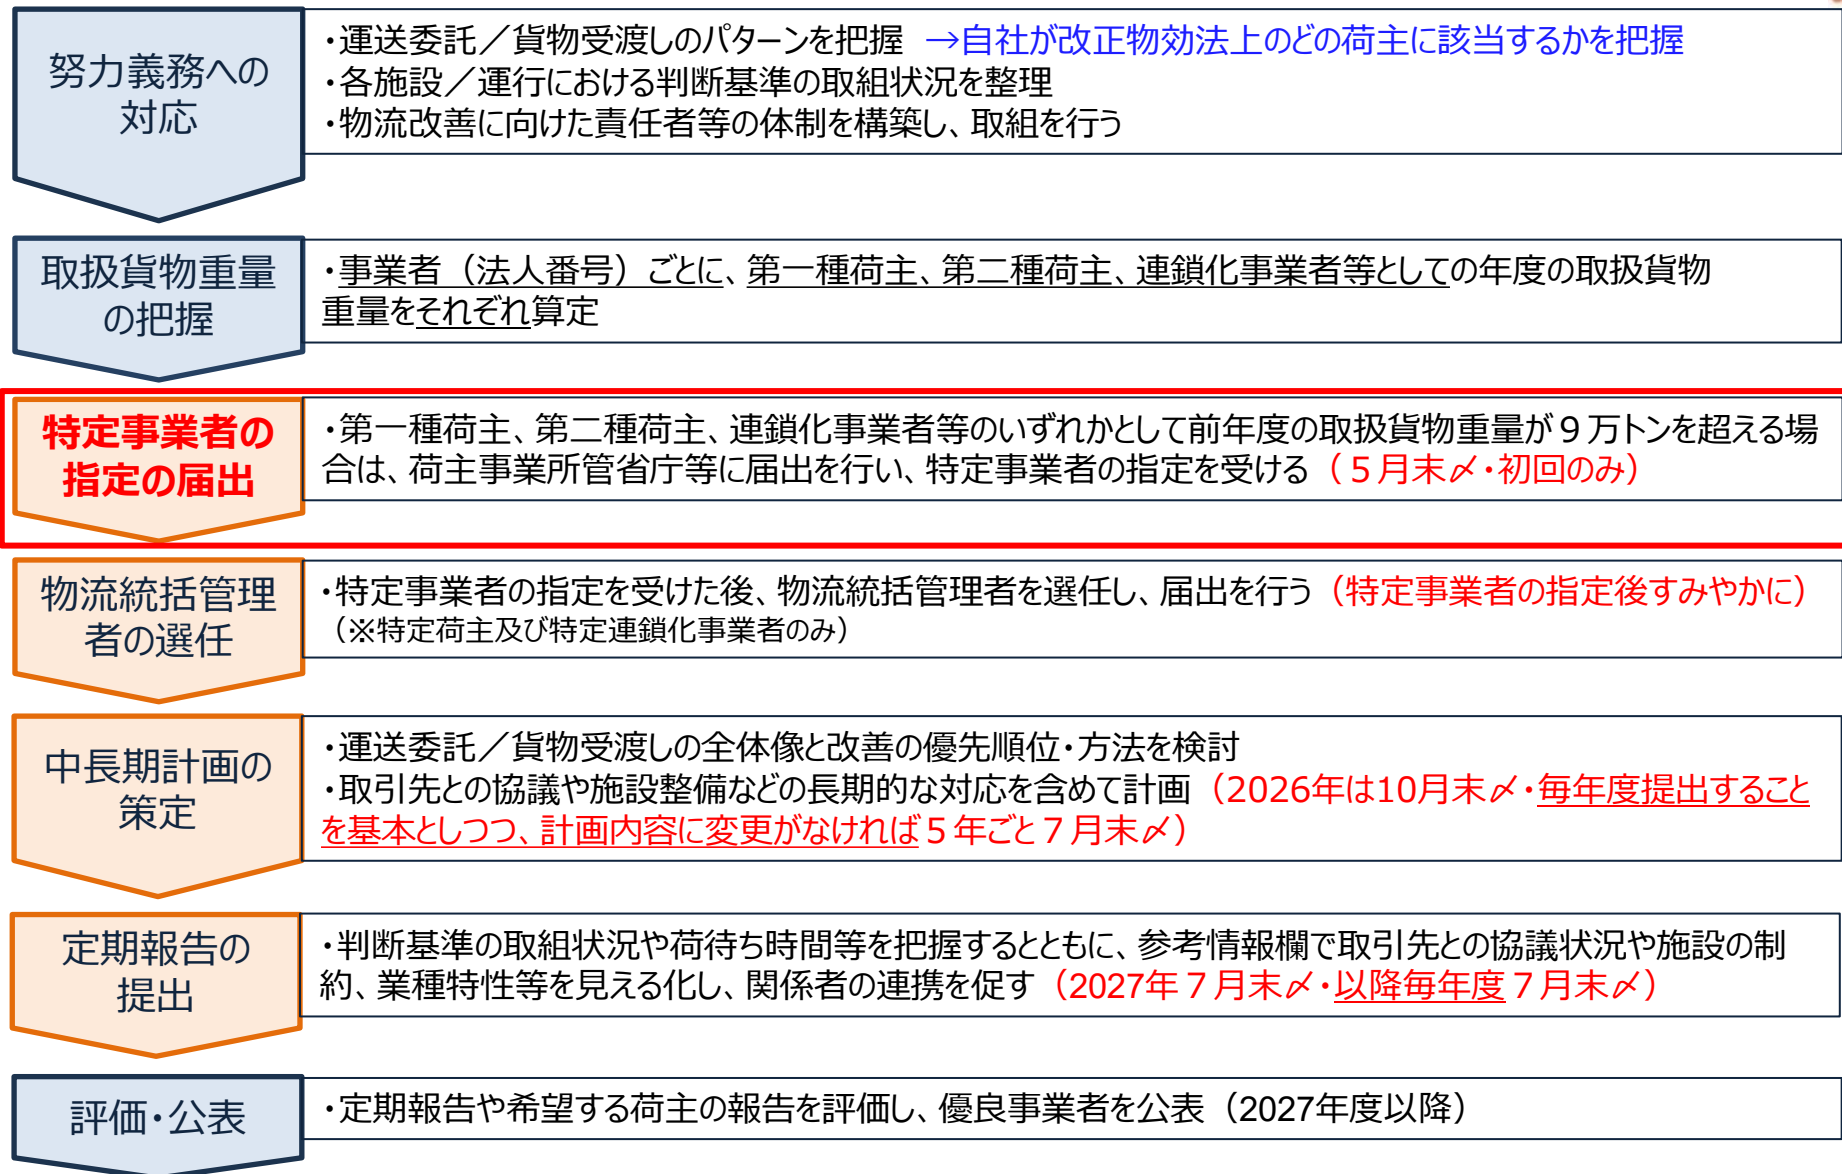 努力義務への
対応
・運送委託／貨物受渡しのパターンを把握 →自社が改正物効法上のどの荷主に該当するかを把握
・各施設／運行における判断基準の取組状況を整理
・物流改善に向けた責任者等の体制を構築し、取組を行う
取扱貨物重量
の把握
・事業者（法人番号）ごとに、第一種荷主、第二種荷主、連鎖化事業者等としての年度の取扱貨物
重量をそれぞれ算定
特定事業者の
指定の届出
・第一種荷主、第二種荷主、連鎖化事業者等のいずれかとして前年度の取扱貨物重量が９万トンを超える場
合は、荷主事業所管省庁等に届出を行い、特定事業者の指定を受ける（５月末〆・初回のみ）
物流統括管理
者の選任
・特定事業者の指定を受けた後、物流統括管理者を選任し、届出を行う（特定事業者の指定後すみやかに）
（※特定荷主及び特定連鎖化事業者のみ）
中長期計画の
策定
・運送委託／貨物受渡しの全体像と改善の優先順位・方法を検討
・取引先との協議や施設整備などの長期的な対応を含めて計画（2026年は10月末〆・毎年度提出すること
を基本としつつ、計画内容に変更がなければ５年ごと７月末〆）
定期報告の
提出
・判断基準の取組状況や荷待ち時間等を把握するとともに、参考情報欄で取引先との協議状況や施設の制
約、業種特性等を見える化し、関係者の連携を促す（2027年７月末〆・以降毎年度７月末〆）
評価・公表
・定期報告や希望する荷主の報告を評価し、優良事業者を公表（2027年度以降）